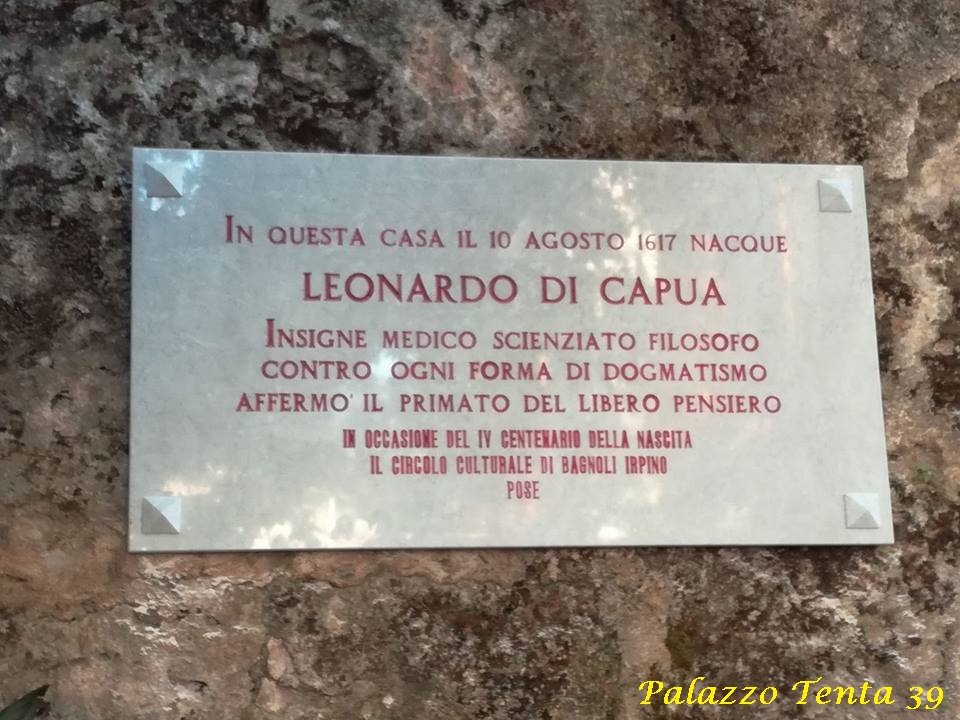 In questa casa il 10 agosto 1617 nacque
LEONARDO DI CAPUA
Insigne medico scienziato filosofo
contro ogni forma di dogmatismo
affermo' il primato del libero pensiero
IN OCCASIONE DEL IV CENTENARIO DELLA NASCITA
IL CIRCOLO CULTURALE DI BAGNOLI IRPINO
POSE
Palazzo Tenta 39